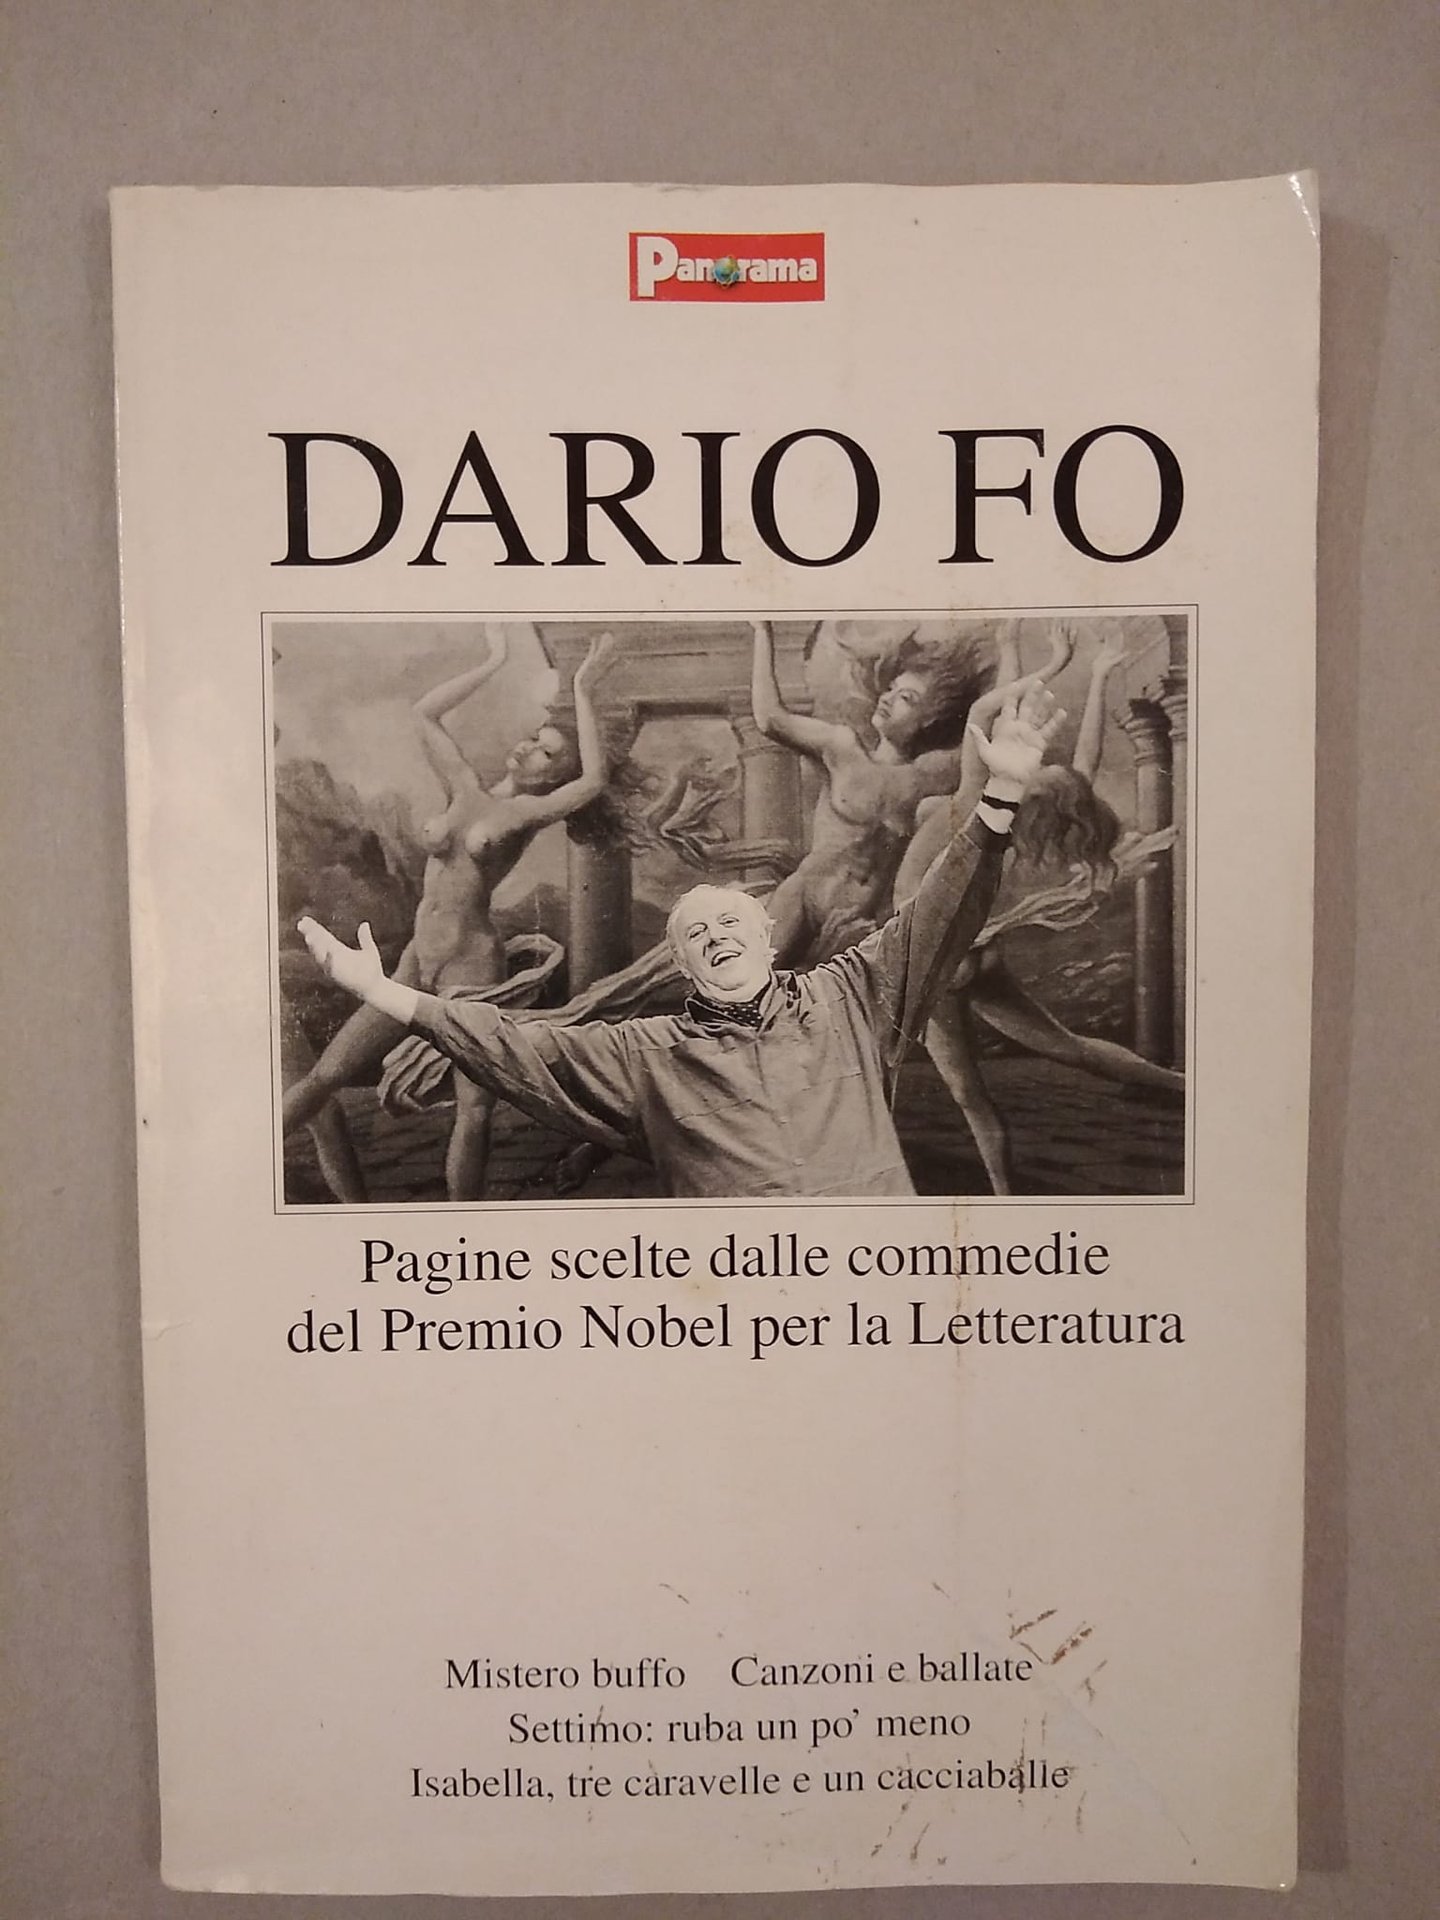 Panorama
DARIO FO
Pagine scelte dalle commedie
del Premio Nobel per la Letteratura
Mistero buffo Canzoni e ballate
Settimo: ruba un po’ meno
Isabella, tre caravelle e un cacciaballe